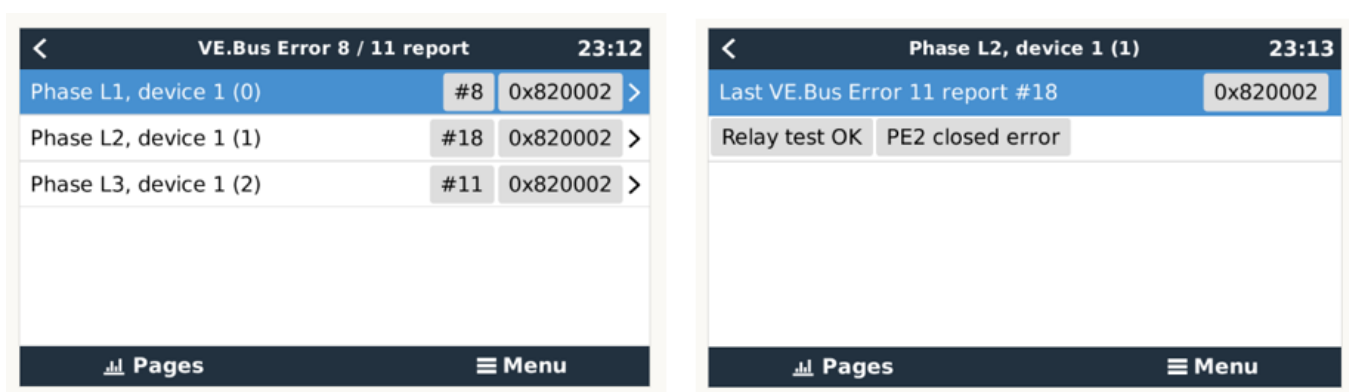 VE.Bus Error 8 / 11 report 23:12
Phase L1, device 1 (0) #8 0x820002
Phase L2, device 1 (1) #18 0x820002
Phase L3, device 1 (2) #11 0x820002
Pages Menu
Phase L2, device 1 (1) 23:13
Last VE.Bus Error 11 report #18 0x820002
Relay test OK PE2 closed error
Pages Menu